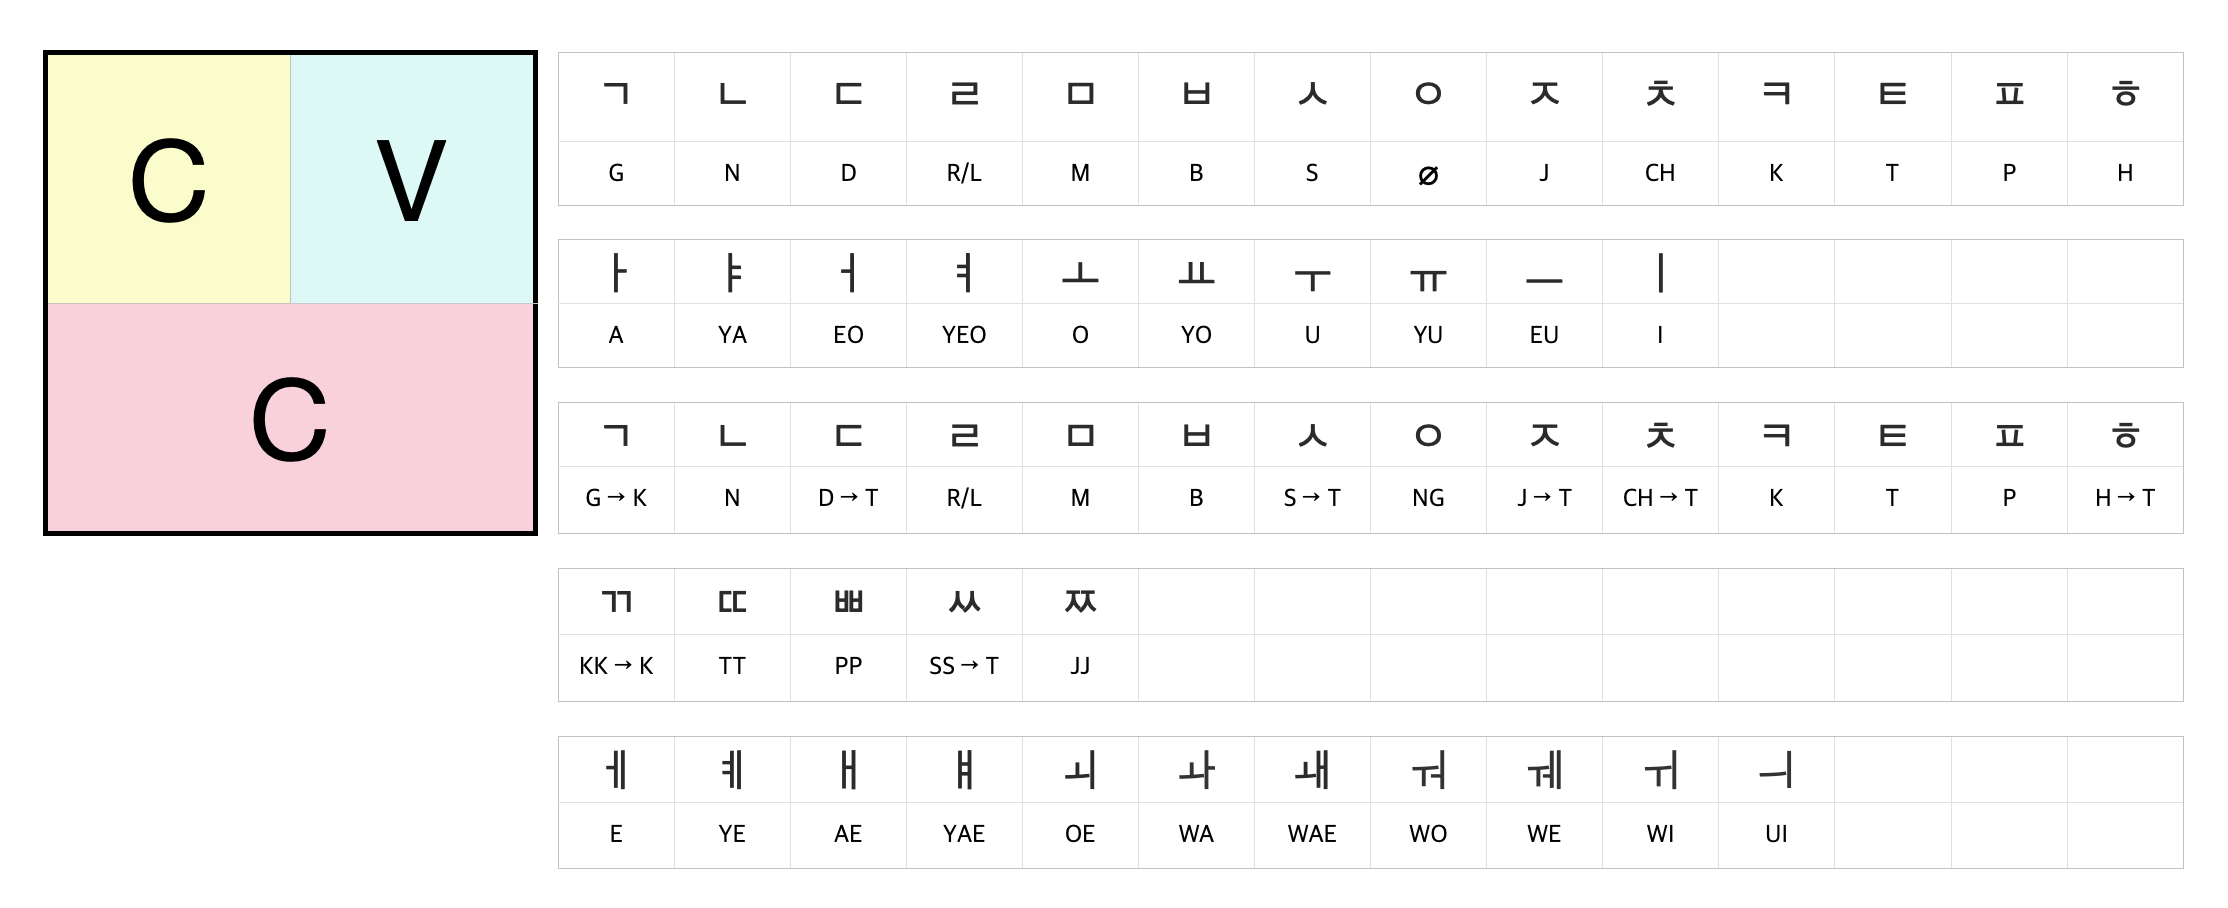 C V
C
ㄱ ㄴ ㄷ ㄹ ㅁ ㅂ ㅅ ㅇ ㅈ ㅊ ㅋ ㅌ ㅍ ㅎ
G N D R/L M B S ∅ J CH K T P H
ㅏ ㅑ ㅓ ㅕ ㅗ ㅛ ㅜ ㅠ ㅡ ㅣ
A YA EO YEO O YO U YU EU I
ㄱ ㄴ ㄷ ㄹ ㅁ ㅂ ㅅ ㅇ ㅈ ㅊ ㅋ ㅌ ㅍ ㅎ
G → K N D → T R/L M B S → T NG J → T CH → T K T P H → T
ㄲ ㄸ ㅃ ㅆ ㅉ
KK → K TT PP SS → T JJ
ㅔ ㅖ ㅐ ㅒ ㅚ ㅘ ㅙ ㅝ ㅞ ㅟ ㅢ
E YE AE YAE OE WA WAE WO WE WI UI